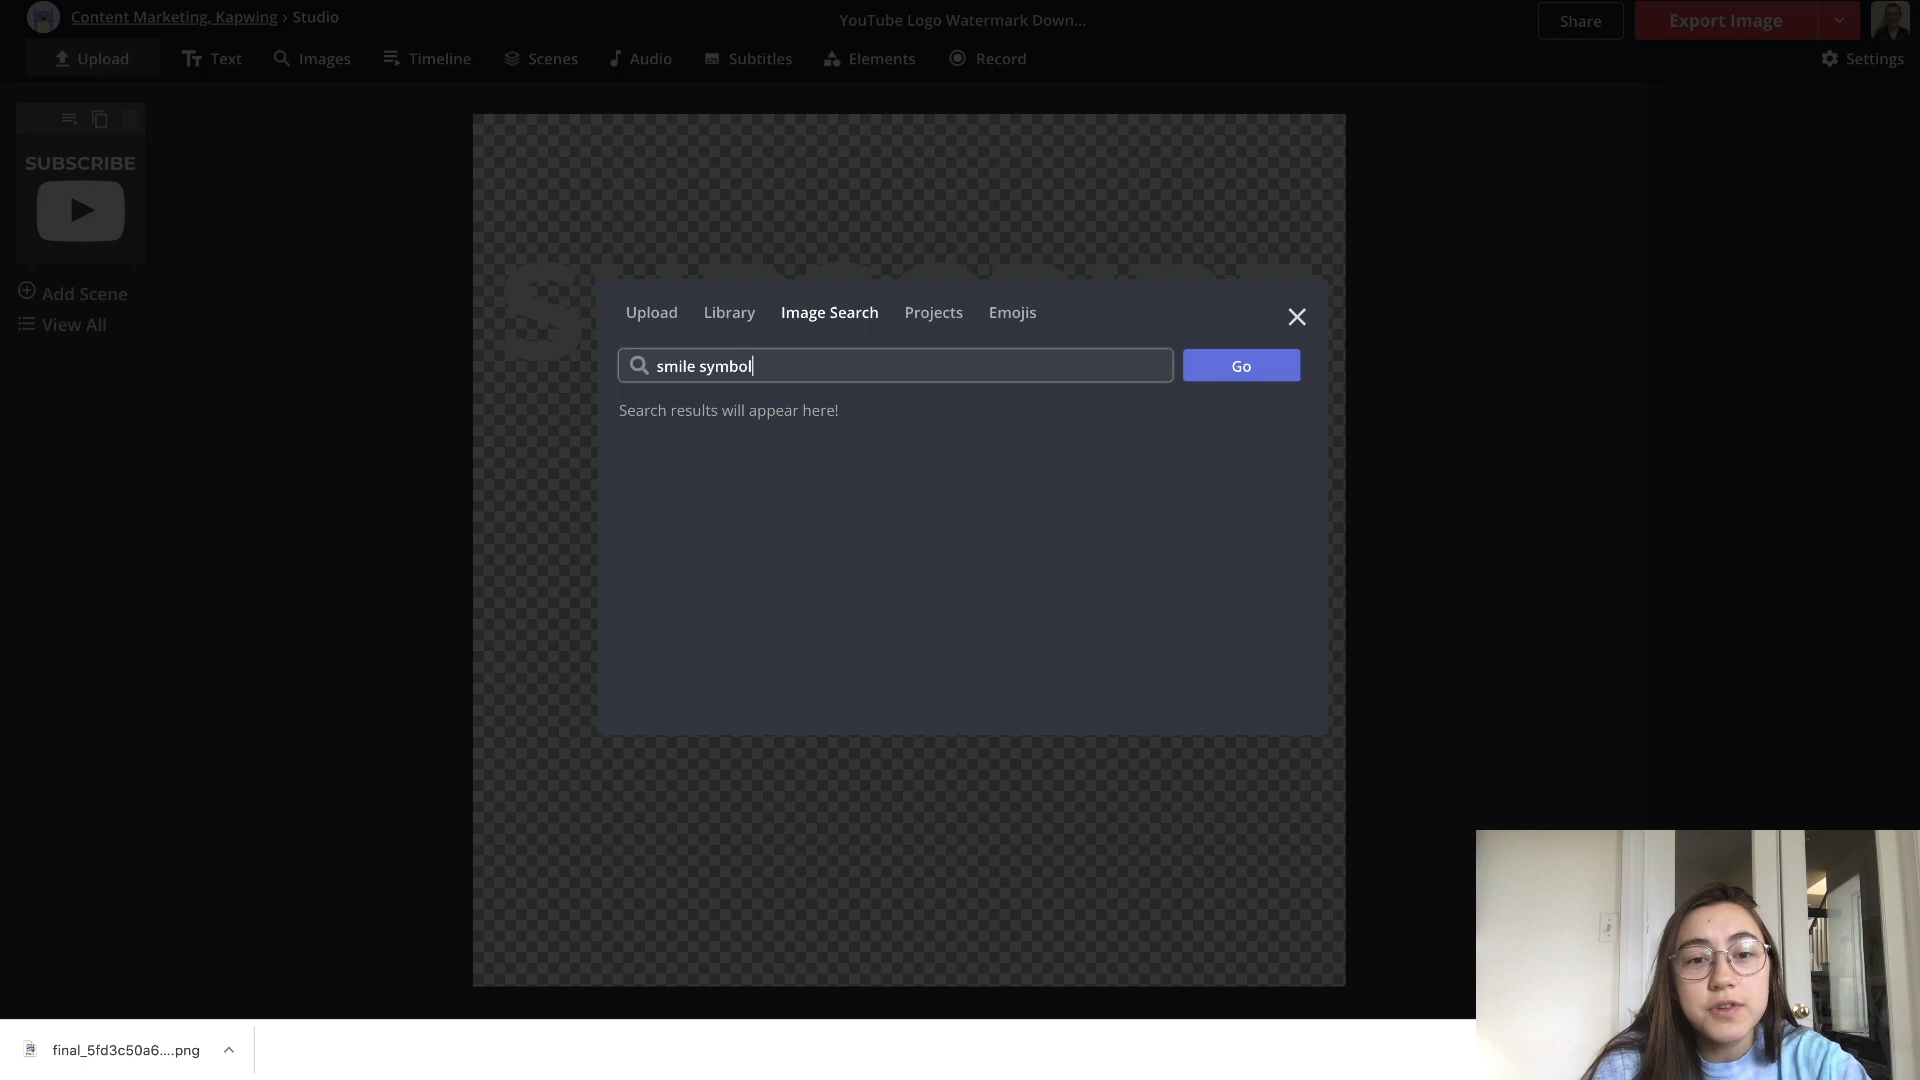 Content Marketing, Kapwing › Studio
YouTube Logo Watermark Down...
Share
Export Image
Upload
Text
Images
Timeline
Scenes
Audio
Subtitles
Elements
Record
Settings
SUBSCRIBE
Add Scene
View All
Upload
Library
Image Search
Projects
Emojis
smile symbol
Go
Search results will appear here!
final_5fd3c50a6....png